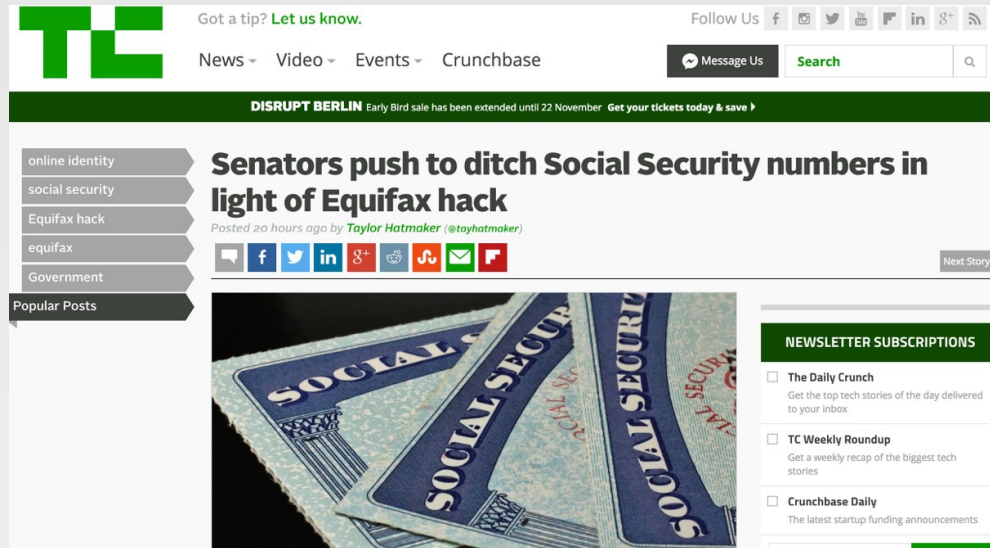 TC
Got a tip? Let us know.
Follow Us
News Video Events Crunchbase
Message Us
Search
DISRUPT BERLIN Early Bird sale has been extended until 22 November Get your tickets today & save
online identity
social security
Equifax hack
equifax
Government
Popular Posts
Senators push to ditch Social Security numbers in
light of Equifax hack
Posted 20 hours ago by Taylor Hatmaker (@tayhatmaker)
Next Story
SOCIAL S
SOCIAL SECUR
SOCIAL SECURI
NEWSLETTER SUBSCRIPTIONS
The Daily Crunch
Get the top tech stories of the day delivered
to your inbox
TC Weekly Roundup
Get a weekly recap of the biggest tech
stories
Crunchbase Daily
The latest startup funding announcements